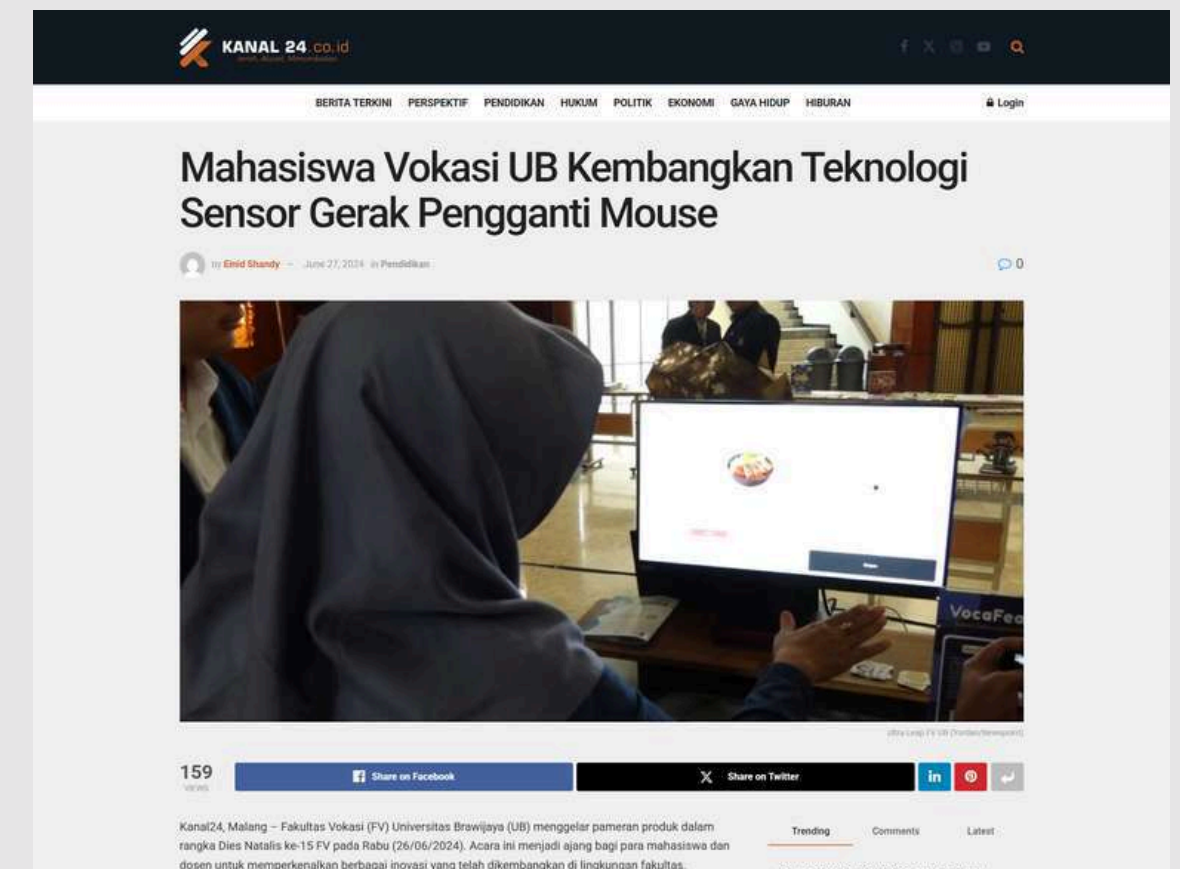 KANAL 24.co.id
BERITA TERKINI PERSPEKTIF PENDIDIKAN HUKUM POLITIK EKONOMI GAYA HIDUP HIBURAN Login
Mahasiswa Vokasi UB Kembangkan Teknologi
Sensor Gerak Pengganti Mouse
by Einid Shandy — June 27, 2024 in Pendidikan
0
VocaFea
159
VIEWS
Share on Facebook
Share on Twitter
Kanal24, Malang – Fakultas Vokasi (FV) Universitas Brawijaya (UB) menggelar pameran produk dalam
rangka Dies Natalis ke-15 FV pada Rabu (26/06/2024). Acara ini menjadi ajang bagi para mahasiswa dan
dosen untuk memperkenalkan berbagai inovasi yang telah dikembangkan di lingkungan fakultas.
Trending Comments Latest